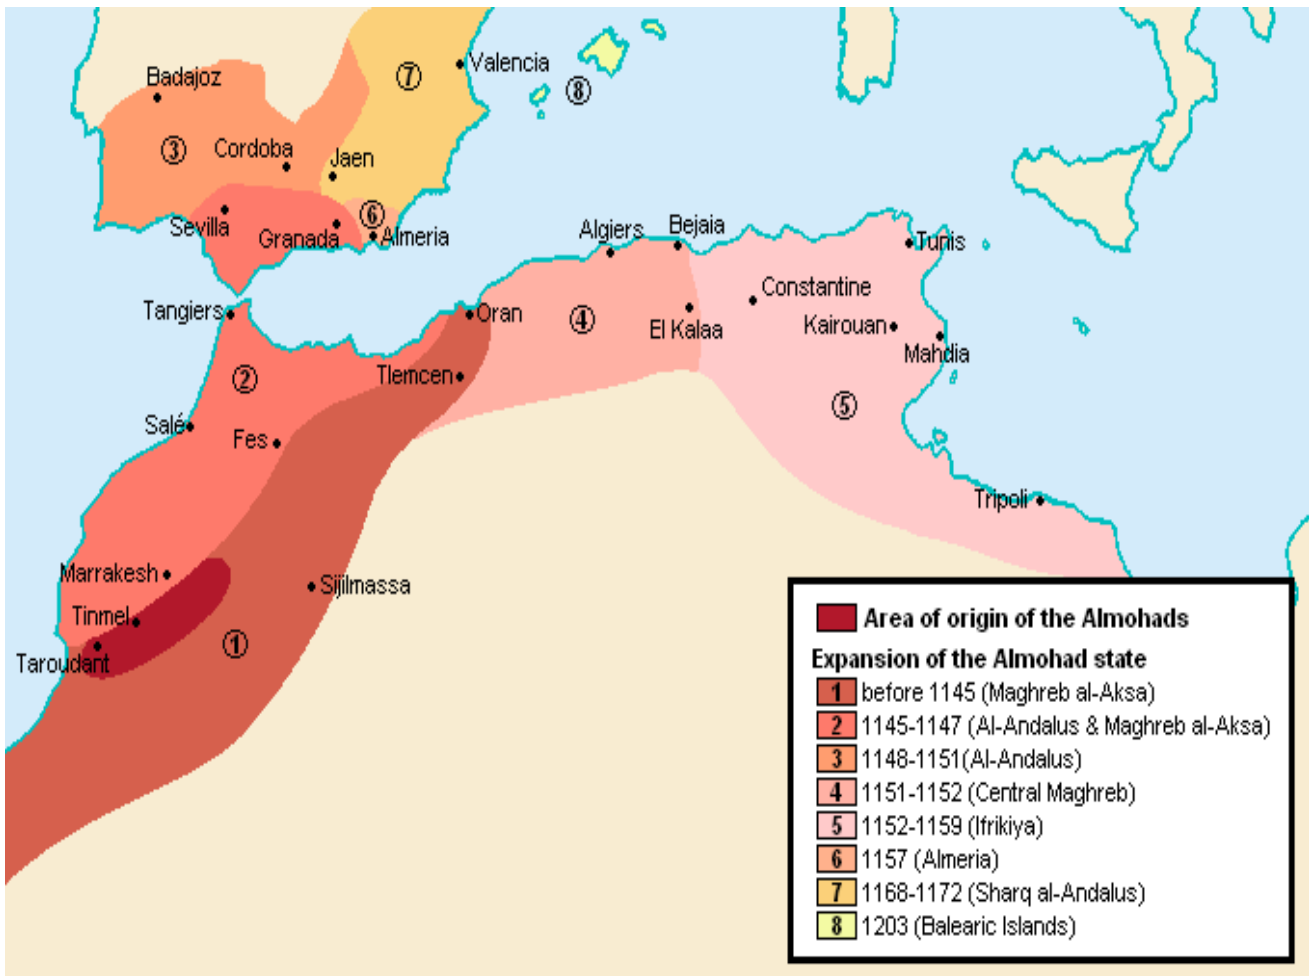 Valencia
⑦
Badajoz
⑧
③
Cordoba
Jaen
⑥
Sevilla
Granada
Almeria
Algiers
Bejaia
Tunis
Tangiers
Oran
④
Constantine
El Kalaa
Kairouan
Mahdia
②
Tlemcen
⑤
Salé
Fes
Tripoli
Marrakesh
Sijilmassa
Tinmel
①
Taroudant
Area of origin of the Almohads
Expansion of the Almohad state
1 before 1145 (Maghreb al-Aksa)
2 1145-1147 (Al-Andalus & Maghreb al-Aksa)
3 1148-1151(Al-Andalus)
4 1151-1152 (Central Maghreb)
5 1152-1159 (Ifrikiya)
6 1157 (Almeria)
7 1168-1172 (Sharq al-Andalus)
8 1203 (Balearic Islands)